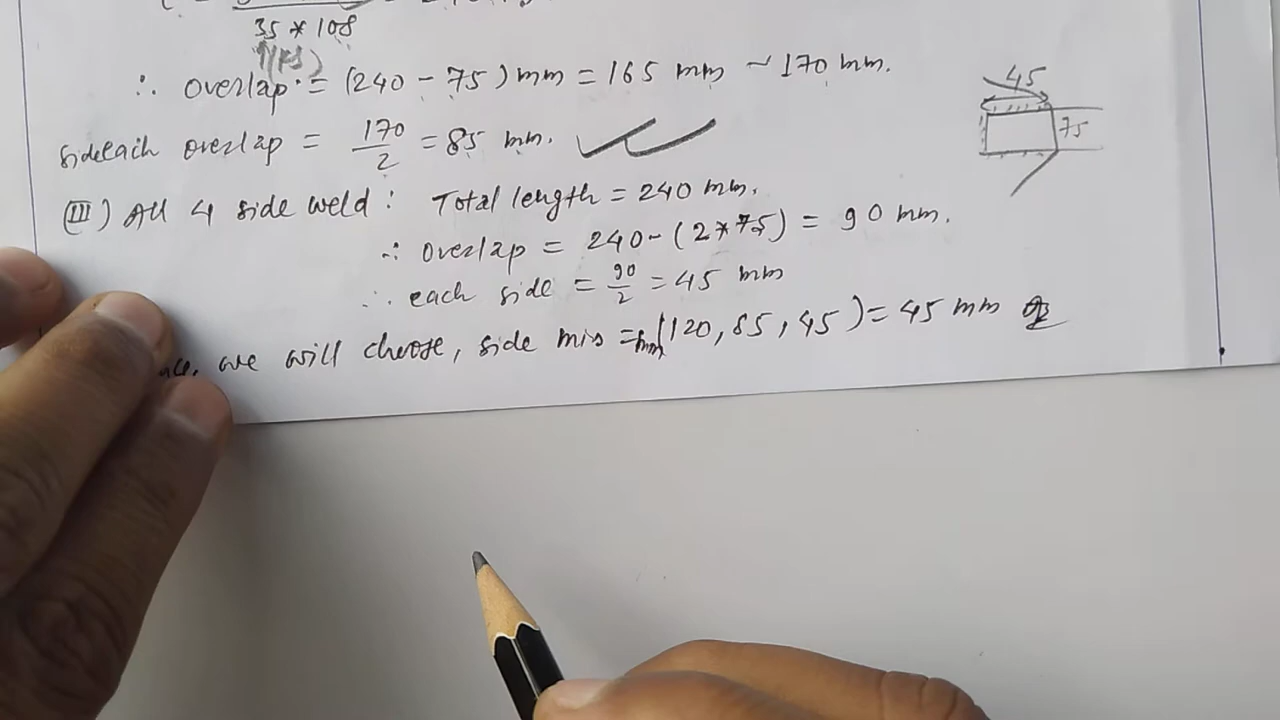 35 * 108
∴ overlap = (240 - 75) mm = 165 mm ~ 170 mm.
side each overlap = 170/2 = 85 mm.
(III) All 4 side weld : Total length = 240 mm.
∴ overlap = 240 - (2*75) = 90 mm.
∴ each side = 90/2 = 45 mm
we will choose, side mis = (120, 85, 45) = 45 mm
45
75